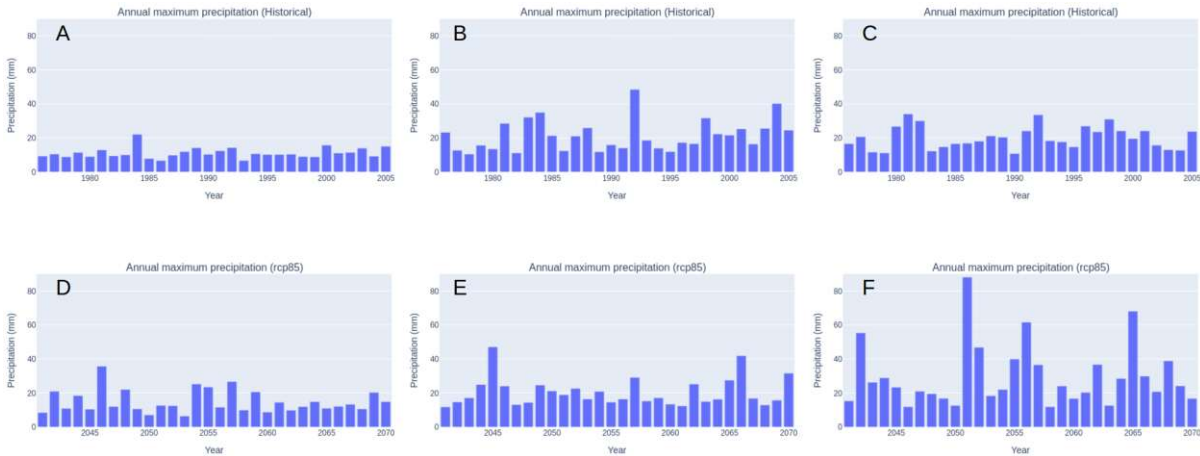 Annual maximum precipitation (Historical)
A
Precipitation (mm)
80
60
40
20
0
1980 1985 1990 1995 2000 2005
Year
Annual maximum precipitation (Historical)
B
Precipitation (mm)
80
60
40
20
0
1980 1985 1990 1995 2000 2005
Year
Annual maximum precipitation (Historical)
C
Precipitation (mm)
80
60
40
20
0
1980 1985 1990 1995 2000 2005
Year
Annual maximum precipitation (rcp85)
D
Precipitation (mm)
80
60
40
20
0
2045 2050 2055 2060 2065 2070
Year
Annual maximum precipitation (rcp85)
E
Precipitation (mm)
80
60
40
20
0
2045 2050 2055 2060 2065 2070
Year
Annual maximum precipitation (rcp85)
F
Precipitation (mm)
80
60
40
20
0
2045 2050 2055 2060 2065 2070
Year